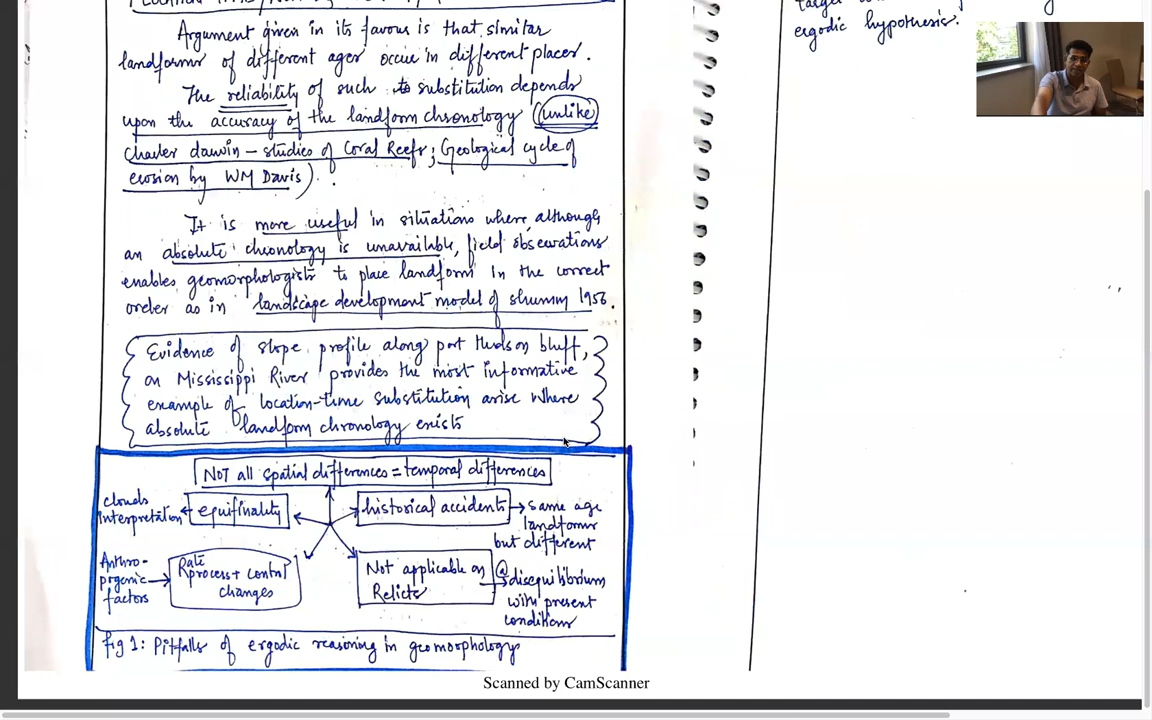 Argument given in its favour is that similar
landforms of different ages occur in different places.
The reliability of such substitution depends
upon the accuracy of the landform chronology (unlike
Charles darwin – studies of Coral Reefs; Geological cycle of
erosion by WM Davis).
It is more useful in situations where, although
an absolute chronology is unavailable, field observations
enables geomorphologists to place landform in the correct
order as in landscape development model of shumm 1956.
Evidence of slope profile along port Hudson bluff,
on Mississippi River provides the most informative
example of location-time substitution arise where
absolute landform chronology exists
NOT all spatial differences = temporal differences
clouds
interpretation
equifinality
historical accidents
same age
landforms
but different
Anthro-
pogenic
factors
Rate
process + control
changes
Not applicable on
Relicts
@
disequilibrium
with present
conditions
fig 1: Pitfalls of ergodic reasoning in geomorphology
Scanned by CamScanner
target
ergodic hypothesis.